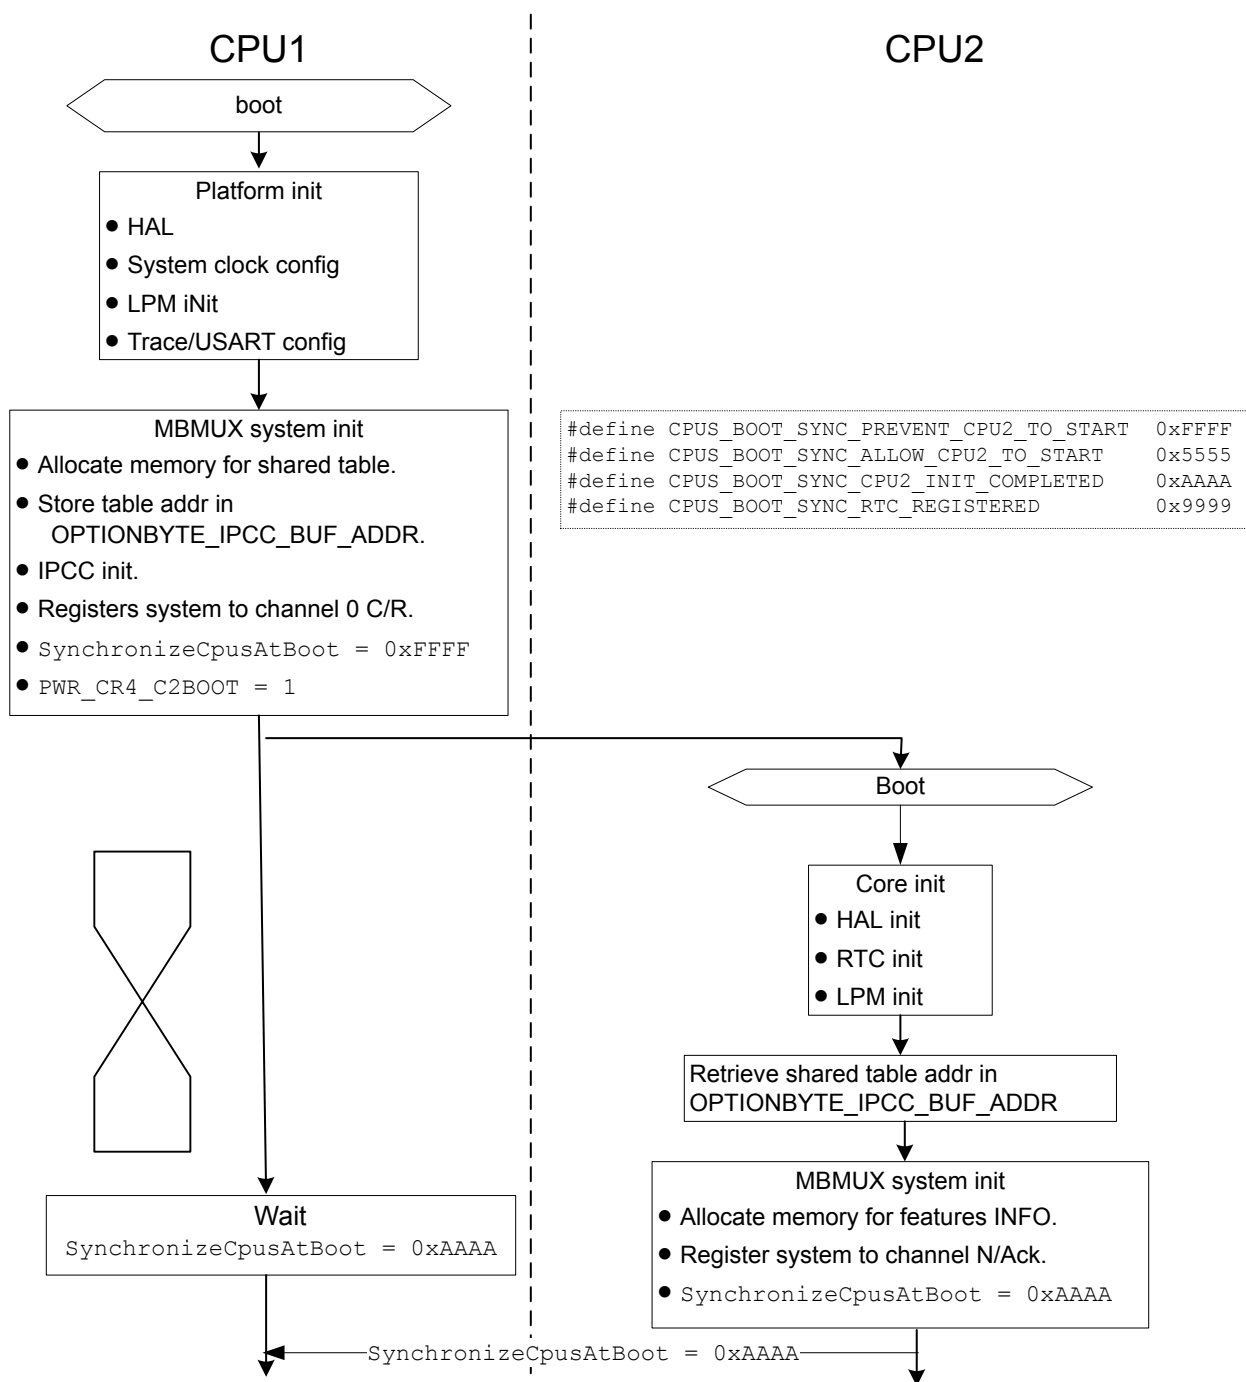 CPU1
CPU2
boot
Platform init
• HAL
• System clock config
• LPM iNit
• Trace/USART config
MBMUX system init
• Allocate memory for shared table.
• Store table addr in
OPTIONBYTE_IPCC_BUF_ADDR.
• IPCC init.
• Registers system to channel 0 C/R.
• SynchronizeCpusAtBoot = 0xFFFF
• PWR_CR4_C2BOOT = 1
#define CPUS_BOOT_SYNC_PREVENT_CPU2_TO_START 0xFFFF
#define CPUS_BOOT_SYNC_ALLOW_CPU2_TO_START 0x5555
#define CPUS_BOOT_SYNC_CPU2_INIT_COMPLETED 0xAAAA
#define CPUS_BOOT_SYNC_RTC_REGISTERED 0x9999
Boot
Core init
• HAL init
• RTC init
• LPM init
Retrieve shared table addr in
OPTIONBYTE_IPCC_BUF_ADDR
MBMUX system init
• Allocate memory for features INFO.
• Register system to channel N/Ack.
• SynchronizeCpusAtBoot = 0xAAAA
Wait
SynchronizeCpusAtBoot = 0xAAAA
SynchronizeCpusAtBoot = 0xAAAA